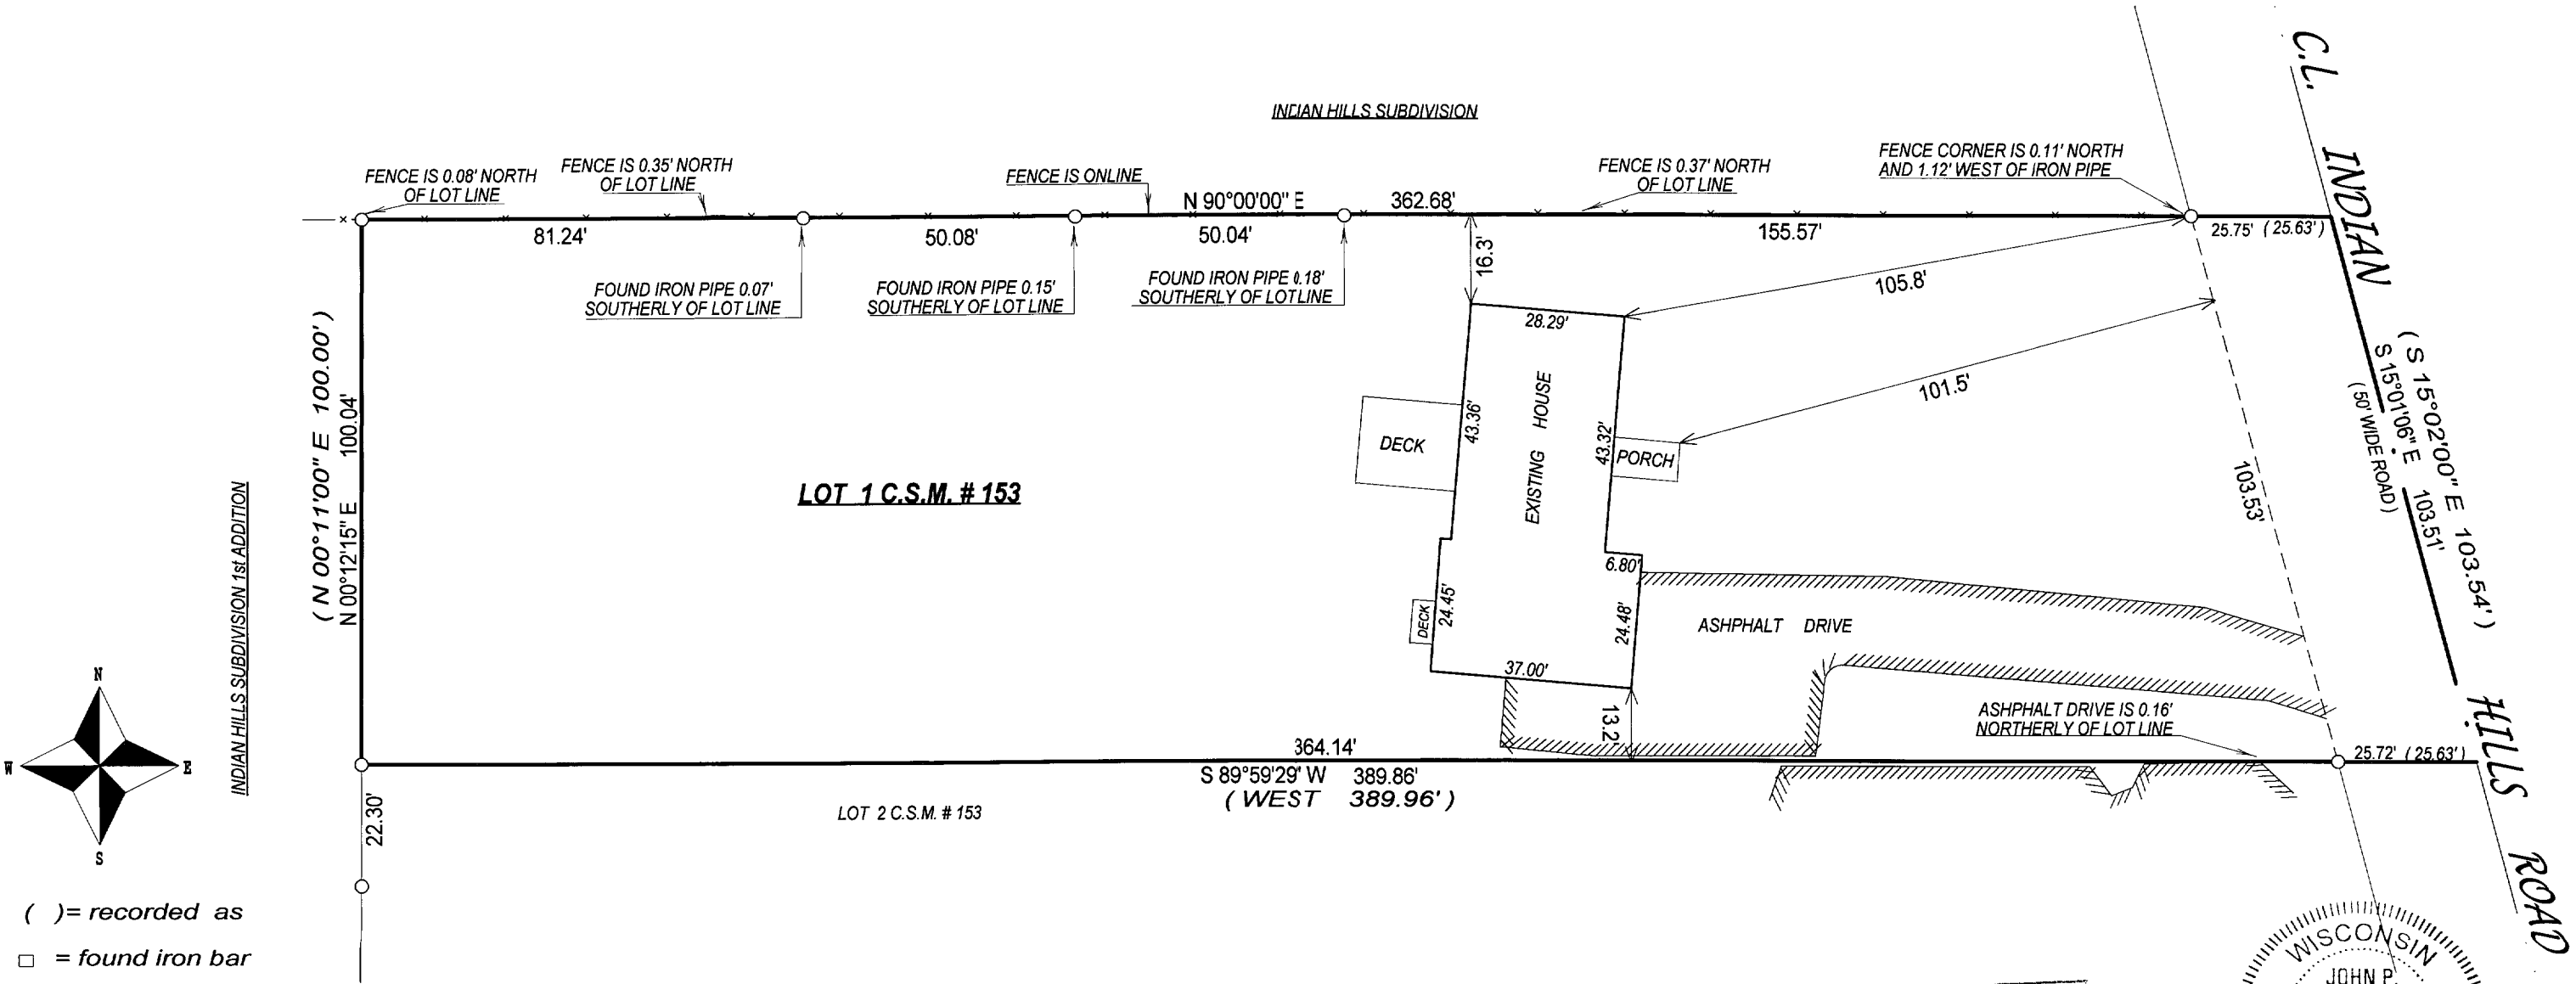 C.L. INDIAN HILLS ROAD
INDIAN HILLS SUBDIVISION
FENCE IS 0.08' NORTH
OF LOT LINE
FENCE IS 0.35' NORTH
OF LOT LINE
FENCE IS ONLINE
N 90°00'00" E 362.68'
FENCE IS 0.37' NORTH
OF LOT LINE
FENCE CORNER IS 0.11' NORTH
AND 1.12' WEST OF IRON PIPE
81.24'
50.08'
50.04'
155.57'
25.75' ( 25.63' )
16.3'
FOUND IRON PIPE 0.07'
SOUTHERLY OF LOT LINE
FOUND IRON PIPE 0.15'
SOUTHERLY OF LOT LINE
FOUND IRON PIPE 0.18'
SOUTHERLY OF LOT LINE
105.8'
28.29'
101.5'
( N 00°11'00" E 100.00' )
N 00°12'15" E 100.04'
INDIAN HILLS SUBDIVISION 1st ADDITION
LOT 1 C.S.M. # 153
DECK
43.36'
EXISTING HOUSE
43.32'
PORCH
103.53'
( S 15°02'00" E 103.54' )
S 15°01'06" E 103.51'
( 50' WIDE ROAD )
6.80'
DECK
24.45'
24.48'
ASHPHALT DRIVE
37.00'
13.2'
ASHPHALT DRIVE IS 0.16'
NORTHERLY OF LOT LINE
364.14'
25.72' ( 25.63' )
S 89°59'29" W 389.86'
( WEST 389.96' )
LOT 2 C.S.M. # 153
22.30'
N
W E
S
( )= recorded as
= found iron bar
WISCONSIN
JOHN P.